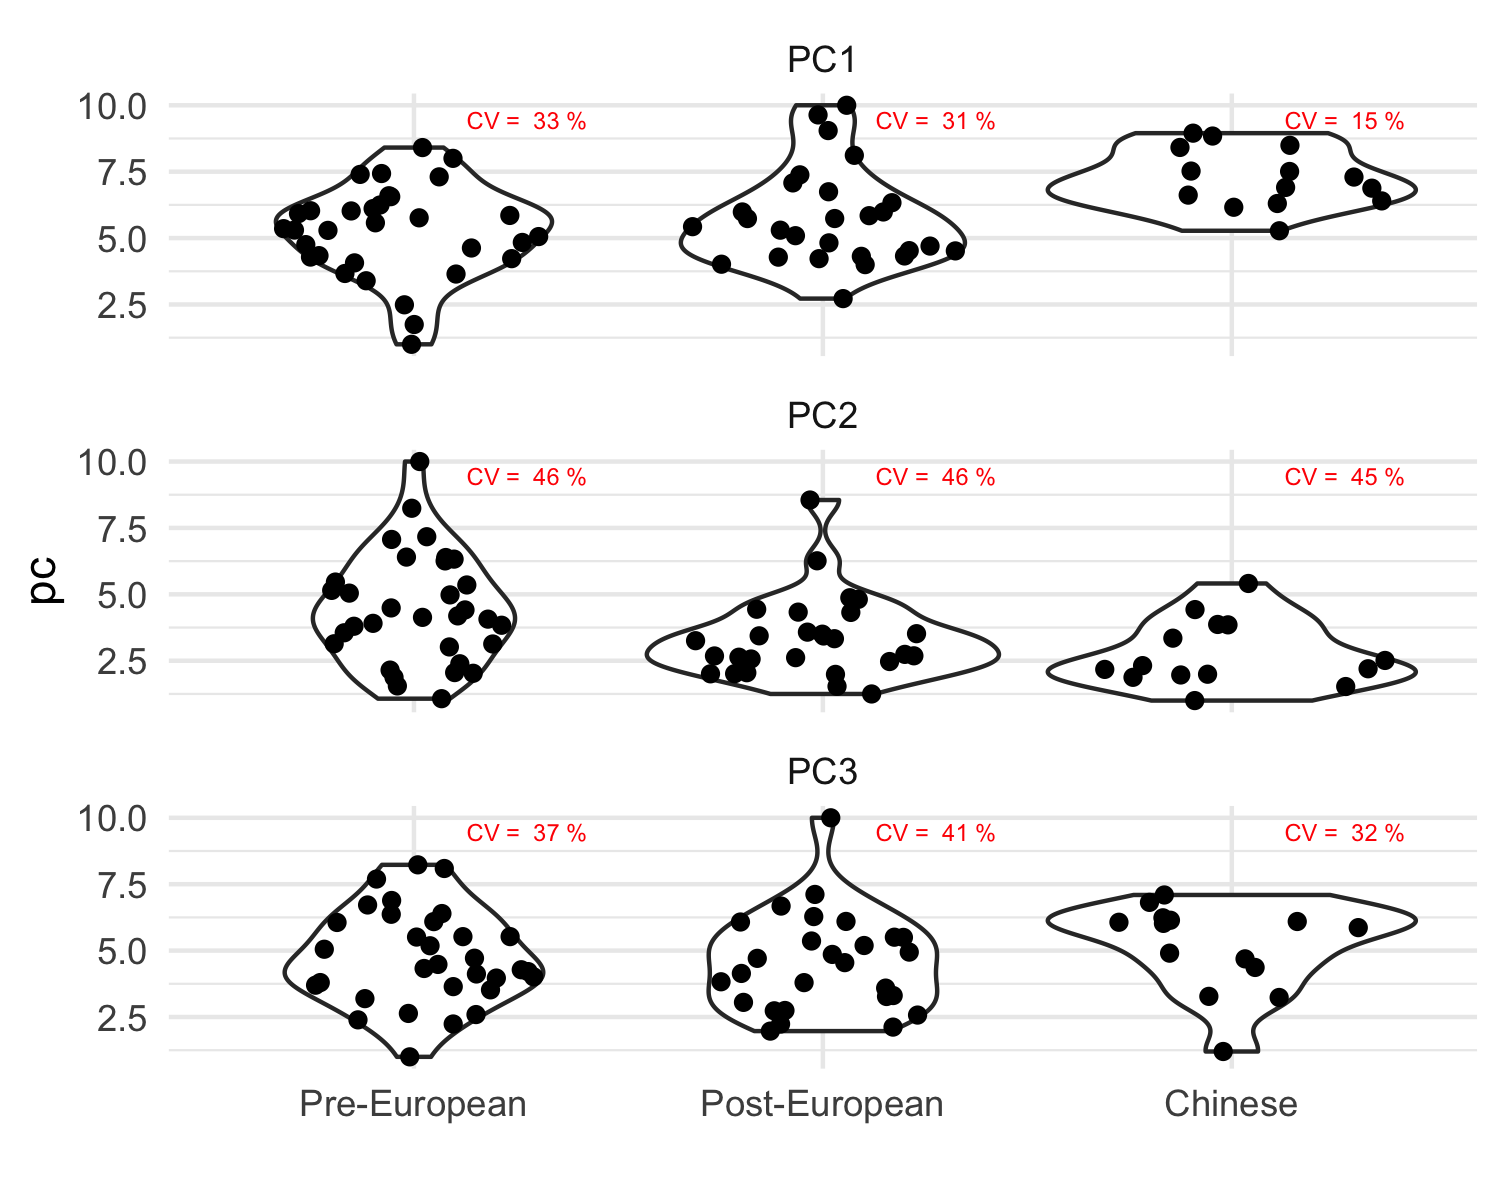 PC1
10.0
CV =  33 %
CV =  31 %
CV =  15 %
7.5
5.0
2.5
PC2
10.0
CV =  46 %
CV =  46 %
CV =  45 %
7.5
5.0
2.5
pc
PC3
10.0
CV =  37 %
CV =  41 %
CV =  32 %
7.5
5.0
2.5
Pre-European
Post-European
Chinese